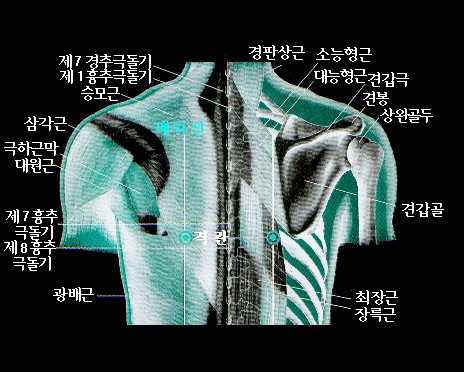 제7경추극돌기
제1흉추극돌기
승모근
삼각근
극하근막
대원근
제7흉추
극돌기
제8흉추
극돌기
광배근
경판상근
소능형근
대능형근
견갑극
견봉
상완골두
견갑골
격관
최장근
장륵근